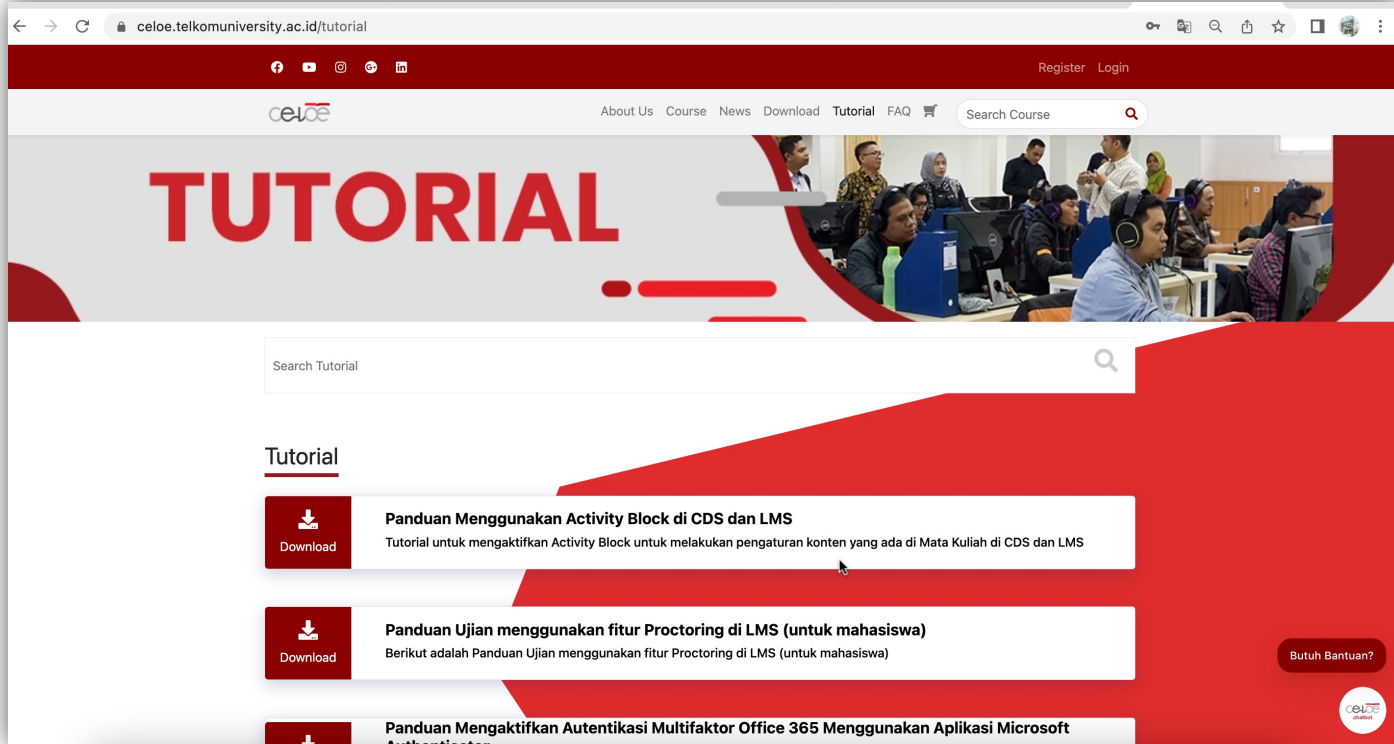 celoe.telkomuniversity.ac.id/tutorial
Register Login
celoe
About Us Course News Download Tutorial FAQ Search Course
TUTORIAL
Search Tutorial
Tutorial
Download
Panduan Menggunakan Activity Block di CDS dan LMS
Tutorial untuk mengaktifkan Activity Block untuk melakukan pengaturan konten yang ada di Mata Kuliah di CDS dan LMS
Download
Panduan Ujian menggunakan fitur Proctoring di LMS (untuk mahasiswa)
Berikut adalah Panduan Ujian menggunakan fitur Proctoring di LMS (untuk mahasiswa)
Butuh Bantuan?
celoe
chatbot
Panduan Mengaktifkan Autentikasi Multifaktor Office 365 Menggunakan Aplikasi Microsoft
Authenticator